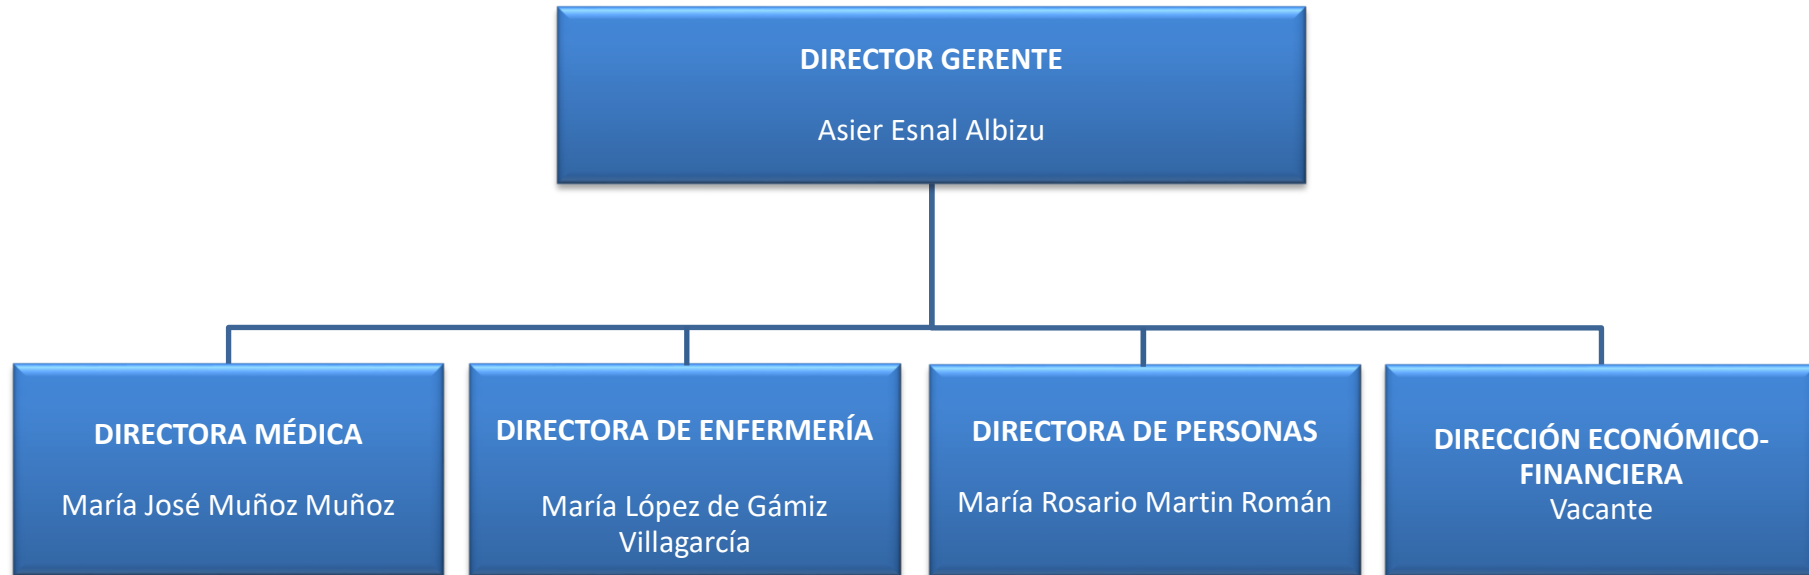 DIRECTOR GERENTE
Asier Esnal Albizu
DIRECTORA MÉDICA
María José Muñoz Muñoz
DIRECTORA DE ENFERMERÍA
María López de Gámiz
Villagarcía
DIRECTORA DE PERSONAS
María Rosario Martin Román
DIRECCIÓN ECONÓMICO-
FINANCIERA
Vacante